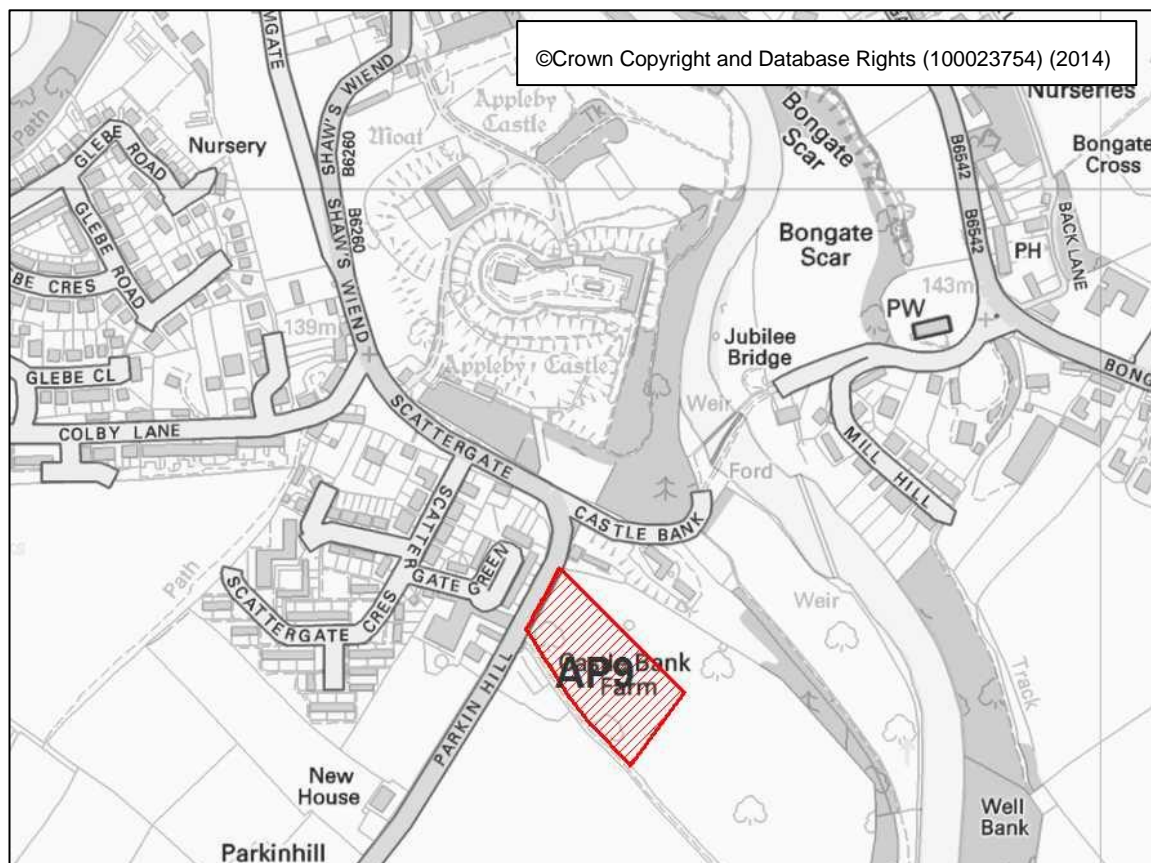 ©Crown Copyright and Database Rights (100023754) (2014)
MGATE
SHAW'S WIEND
B6260
SHAW'S WIEND
B6260
Path
GLEBE ROAD
Nursery
GLEBE ROAD
BE CRES
GLEBE CL
139m
COLBY LANE
Moat
Appleby Castle
Tk
Appleby Castle
Bongate Scar
Bongate Scar
B6542
B6542
Nurseries
Bongate Cross
BACK LANE
PH
143m
PW
BONG
Jubilee Bridge
Weir
Ford
MILL HILL
SCATTERGATE
CASTLE BANK
SCATTERGATE GREEN
SCATTERGATE CRES
Path
PARKIN HILL
AP9
Bank
Farm
Weir
Track
New House
Parkinhill
Well Bank